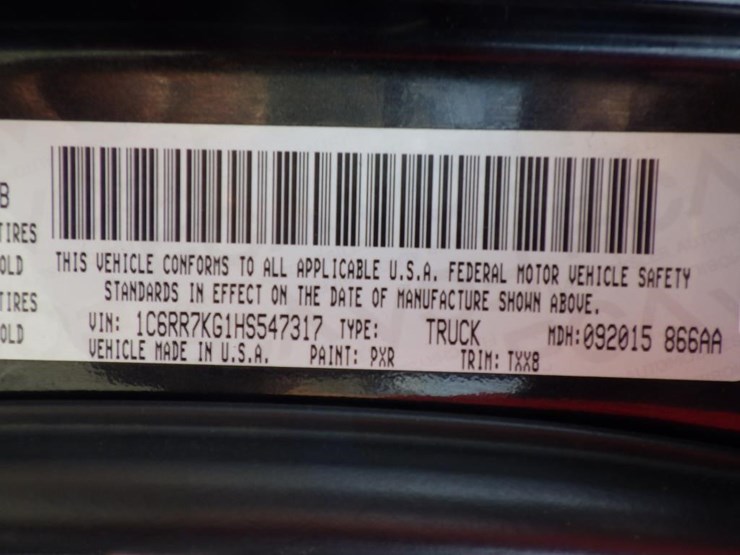 B
TIRES
OLD
TIRES
OLD
THIS VEHICLE CONFORMS TO ALL APPLICABLE U.S.A. FEDERAL MOTOR VEHICLE SAFETY
STANDARDS IN EFFECT ON THE DATE OF MANUFACTURE SHOWN ABOVE.
VIN: 1C6RR7KG1HS547317 TYPE: TRUCK MDH:092015 866AA
VEHICLE MADE IN U.S.A. PAINT: PXR TRIM: TXX8